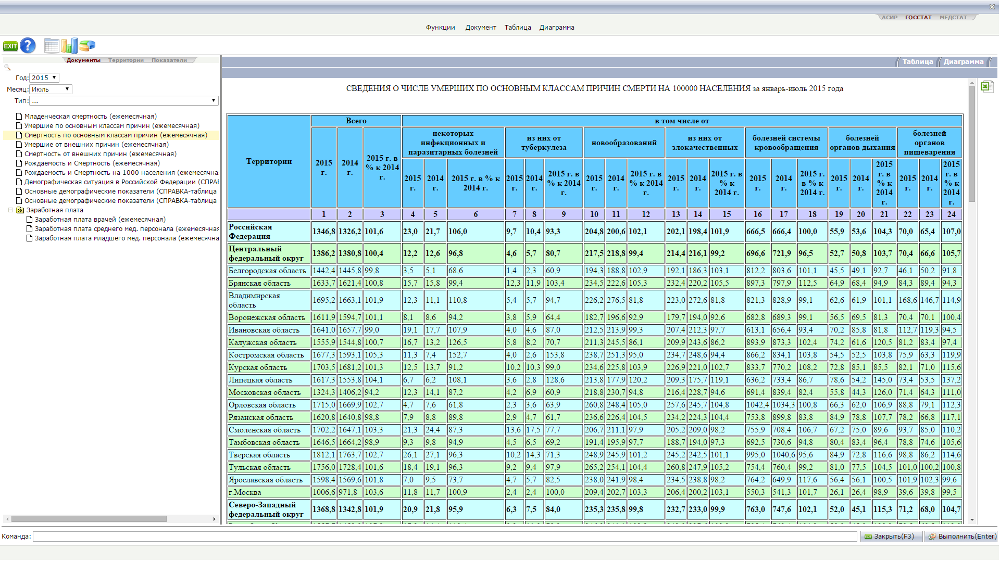 АСИР ГОССТАТ МЕДСТАТ
Функции Документ Таблица Диаграмма
EXIT ?
Документы Территории Показатели
Таблица Диаграмма
Год: 2015
Месяц: Июль
Тип: ...
Младенческая смертность (ежемесячная)
Умершие по основным классам причин (ежемесячная)
Смертность по основным классам причин (ежемесячная)
Умершие от внешних причин (ежемесячная)
Смертность от внешних причин (ежемесячная)
Рождаемость и Смертность (ежемесячная)
Рождаемость и Смертность на 1000 населения (ежемесячна
Демографическая ситуация в Российской Федерации (СПРАЕ
Основные демографические показатели (СПРАВКА-таблица
Основные демографические показатели (СПРАВКА-таблица
Заработная плата
Заработная плата врачей (ежемесячная)
Заработная плата среднего мед. персонала (ежемесячная
Заработная плата младшего мед. персонала (ежемесячна
СВЕДЕНИЯ О ЧИСЛЕ УМЕРШИХ ПО ОСНОВНЫМ КЛАССАМ ПРИЧИН СМЕРТИ НА 100000 НАСЕЛЕНИЯ за январь-июль 2015 года
Территории
Всего
в том числе от
2015 г. 2014 г. 2015 г. в % к 2014 г.
некоторых инфекционных и паразитарных болезней
из них от туберкулеза
новообразований
из них от злокачественных
болезней системы кровообращения
болезней органов дыхания
болезней органов пищеварения
2015 г. 2014 г. 2015 г. в % к 2014 г. 2015 г. 2014 г. 2015 г. в % к 2014 г. 2015 г. 2014 г. 2015 г. в % к 2014 г. 2015 г. 2014 г. 2015 г. в % к 2014 г. 2015 г. 2014 г. 2015 г. в % к 2014 г. 2015 г. 2014 г. 2015 г. в % к 2014 г. 2015 г. 2014 г. 2015 г. в % к 2014 г.
1 2 3 4 5 6 7 8 9 10 11 12 13 14 15 16 17 18 19 20 21 22 23 24
Российская Федерация 1346,8 1326,2 101,6 23,0 21,7 106,0 9,7 10,4 93,3 204,8 200,6 102,1 202,1 198,4 101,9 666,5 666,4 100,0 55,9 53,6 104,3 70,0 65,4 107,0
Центральный федеральный округ 1386,2 1380,8 100,4 12,2 12,6 96,8 4,6 5,7 80,7 217,5 218,8 99,4 214,4 216,1 99,2 696,6 721,9 96,5 52,7 50,8 103,7 70,4 66,6 105,7
Белгородская область 1442,4 1445,8 99,8 3,5 5,1 68,6 1,4 2,3 60,9 194,3 188,8 102,9 192,1 186,3 103,1 812,2 803,6 101,1 45,5 49,1 92,7 46,1 50,2 91,8
Брянская область 1633,7 1621,4 100,8 15,7 15,8 99,4 12,3 11,9 103,4 234,5 222,6 105,3 232,4 220,2 105,5 897,3 797,9 112,5 64,9 68,4 94,9 84,3 89,4 94,3
Владимирская область 1695,2 1663,1 101,9 12,3 11,1 110,8 5,4 5,7 94,7 226,2 276,5 81,8 223,0 272,6 81,8 821,3 828,9 99,1 62,6 61,9 101,1 168,6 146,7 114,9
Воронежская область 1611,9 1594,7 101,1 8,1 8,6 94,2 3,8 5,9 64,4 182,7 196,6 92,9 179,7 194,0 92,6 682,8 689,3 99,1 56,5 69,5 81,3 70,4 70,1 100,4
Ивановская область 1641,0 1657,7 99,0 19,1 17,7 107,9 4,0 4,6 87,0 212,5 213,9 99,3 207,4 212,3 97,7 613,1 656,4 93,4 70,2 85,8 81,8 112,7 119,3 94,5
Калужская область 1555,9 1544,8 100,7 16,7 13,2 126,5 5,8 8,2 70,7 211,3 245,5 86,1 209,9 243,6 86,2 893,9 873,3 102,4 74,2 61,6 120,5 81,2 83,4 97,4
Костромская область 1677,3 1593,1 105,3 11,3 7,4 152,7 4,0 2,6 153,8 238,7 251,3 95,0 234,7 248,6 94,4 866,2 834,1 103,8 54,5 52,5 103,8 75,9 63,3 119,9
Курская область 1703,5 1681,2 101,3 12,5 13,7 91,2 10,2 10,3 99,0 234,6 225,8 103,9 226,9 221,0 102,7 833,7 770,2 108,2 72,8 85,1 85,5 82,1 71,0 115,6
Липецкая область 1617,3 1553,8 104,1 6,7 6,2 108,1 3,6 2,8 128,6 213,8 177,9 120,2 209,3 175,7 119,1 636,2 733,4 86,7 78,6 54,2 145,0 73,4 53,5 137,2
Московская область 1324,3 1406,2 94,2 12,3 14,1 87,2 4,2 6,9 60,9 218,8 230,7 94,8 216,4 228,7 94,6 691,4 839,4 82,4 55,8 44,3 126,0 71,4 64,3 111,0
Орловская область 1715,0 1669,9 102,7 4,7 7,6 61,8 2,3 3,6 63,9 260,8 248,4 105,0 257,6 245,7 104,8 1042,4 1034,3 100,8 66,3 62,0 106,9 88,8 79,1 112,3
Рязанская область 1620,8 1640,8 98,8 7,9 8,8 89,8 2,9 4,7 61,7 236,6 226,4 104,5 234,2 224,3 104,4 753,8 899,8 83,8 84,9 78,8 107,7 78,2 66,8 117,1
Смоленская область 1702,2 1647,1 103,3 21,3 24,4 87,3 13,6 17,5 77,7 206,7 211,1 97,9 205,2 209,0 98,2 755,9 708,4 106,7 67,2 75,0 89,6 93,7 85,0 110,2
Тамбовская область 1646,5 1664,2 98,9 9,3 9,8 94,9 4,5 6,5 69,2 191,4 195,9 97,7 188,7 194,0 97,3 692,5 730,6 94,8 80,4 83,4 96,4 78,8 74,6 105,6
Тверская область 1812,1 1763,7 102,7 26,1 27,1 96,3 10,2 14,3 71,3 248,9 245,9 101,2 245,2 242,5 101,1 995,0 1040,6 95,6 84,9 72,8 116,6 98,8 86,2 114,6
Тульская область 1756,0 1728,4 101,6 18,4 19,1 96,3 9,2 9,4 97,9 265,2 254,1 104,4 260,8 247,9 105,2 754,4 760,4 99,2 81,0 77,5 104,5 101,0 100,2 100,8
Ярославская область 1598,4 1569,6 101,8 7,0 9,5 73,7 4,7 5,7 82,5 238,0 241,9 98,4 234,5 238,8 98,2 764,2 649,9 117,6 56,4 56,1 100,5 101,9 102,3 99,6
г.Москва 1006,6 971,8 103,6 11,8 11,7 100,9 2,4 2,4 100,0 209,4 202,7 103,3 206,4 200,2 103,1 550,3 541,3 101,7 26,1 26,4 98,9 39,6 39,8 99,5
Северо-Западный федеральный округ 1368,8 1342,8 101,9 20,9 21,8 95,9 6,3 7,5 84,0 235,3 235,8 99,8 232,7 233,0 99,9 763,0 747,6 102,1 52,0 45,1 115,3 71,2 68,0 104,7
Команда: Закрыть(F3) Выполнить(Enter)